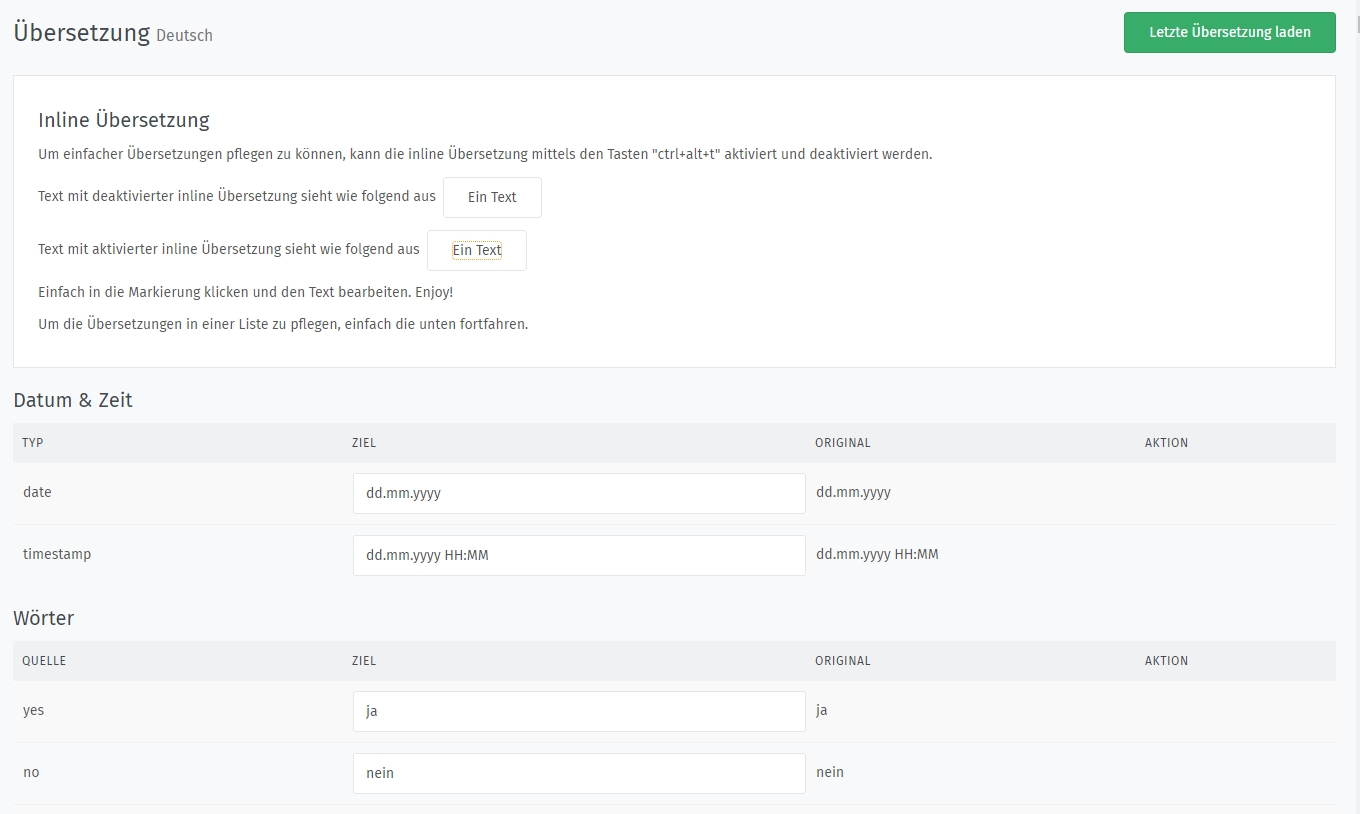 Übersetzung Deutsch
Letzte Übersetzung laden
Inline Übersetzung
Um einfacher Übersetzungen pflegen zu können, kann die inline Übersetzung mittels den Tasten "ctrl+alt+t" aktiviert und deaktiviert werden.
Text mit deaktivierter inline Übersetzung sieht wie folgend aus Ein Text
Text mit aktivierter inline Übersetzung sieht wie folgend aus Ein Text
Einfach in die Markierung klicken und den Text bearbeiten. Enjoy!
Um die Übersetzungen in einer Liste zu pflegen, einfach die unten fortfahren.
Datum & Zeit
TYP ZIEL ORIGINAL AKTION
date dd.mm.yyyy dd.mm.yyyy
timestamp dd.mm.yyyy HH:MM dd.mm.yyyy HH:MM
Wörter
QUELLE ZIEL ORIGINAL AKTION
yes ja ja
no nein nein